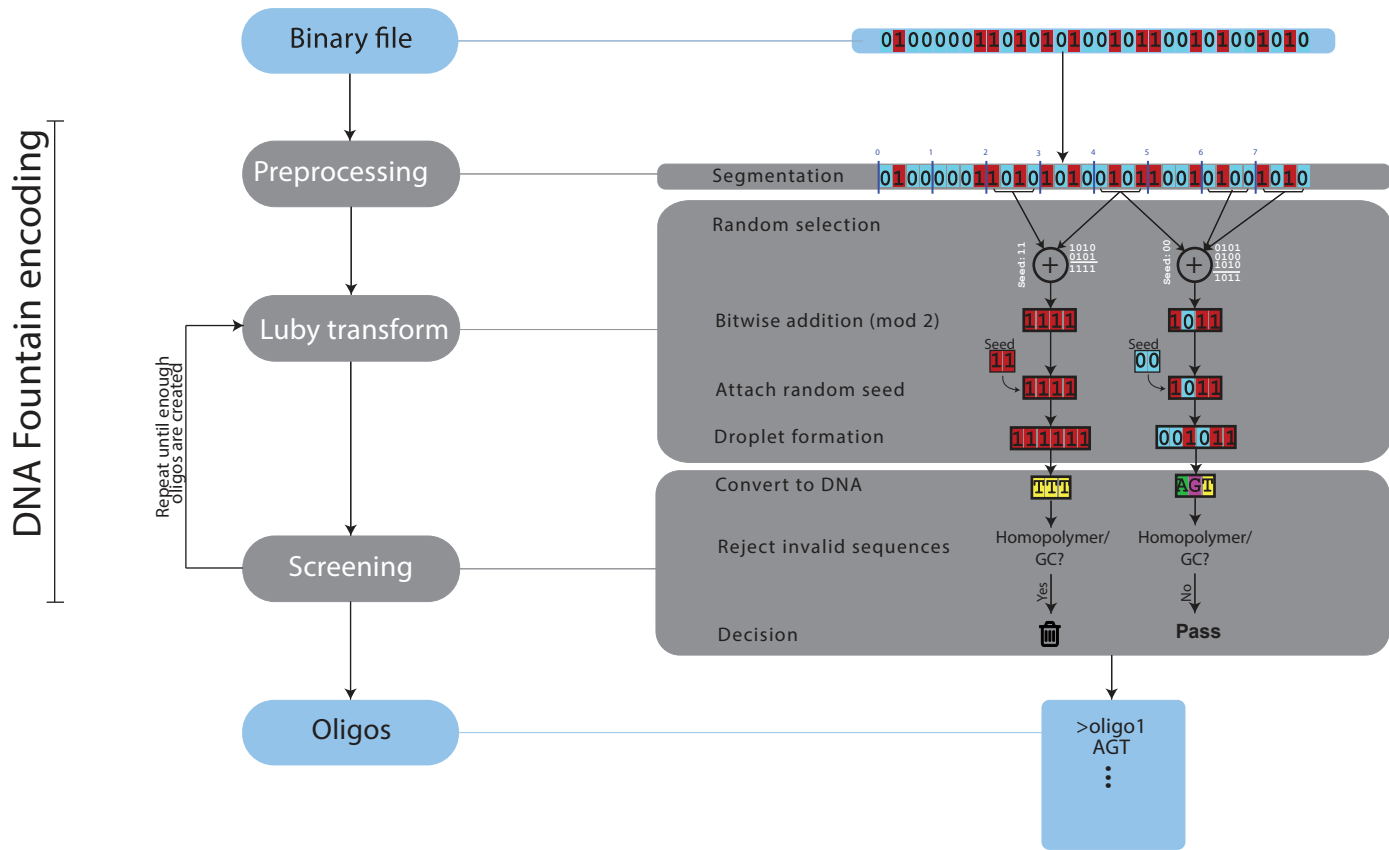 Binary file
01000001101010100101100101001010
DNA Fountain encoding
Preprocessing
0 1 2 3 4 5 6 7
Segmentation
01000001101010100101100101001010
Random selection
Seed:11
1010
0101
1111
Seed:00
0101
0100
1010
1011
Luby transform
Bitwise addition (mod 2)
1111
1011
Seed
11
Seed
00
Attach random seed
1111
1011
Droplet formation
111111
001011
Repeat until enough
oligos are created
Convert to DNA
TTT
AGT
Screening
Reject invalid sequences
Homopolymer/
GC?
Homopolymer/
GC?
Yes
No
Decision
Pass
Oligos
>oligo1
AGT
⋮